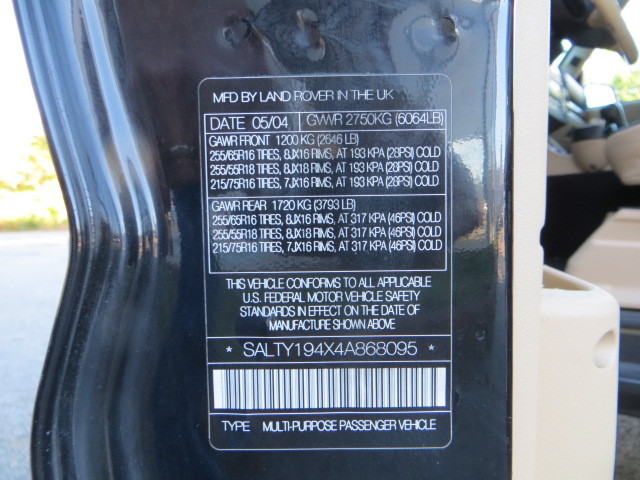 MFD BY LAND ROVER IN THE UK
DATE 05/04 GVWR 2750KG (6064LB)
GAWR FRONT 1200 KG (2646 LB)
255/65R16 TIRES, 8JX16 RIMS, AT 193 KPA (28PSI) COLD
255/55R18 TIRES, 8JX18 RIMS, AT 193 KPA (28PSI) COLD
215/75R16 TIRES, 7JX16 RIMS, AT 193 KPA (28PSI) COLD
GAWR REAR 1720 KG (3793 LB)
255/65R16 TIRES, 8JX16 RIMS, AT 317 KPA (46PSI) COLD
255/55R18 TIRES, 8JX18 RIMS, AT 317 KPA (46PSI) COLD
215/75R16 TIRES, 7JX16 RIMS, AT 317 KPA (46PSI) COLD
THIS VEHICLE CONFORMS TO ALL APPLICABLE
U.S. FEDERAL MOTOR VEHICLE SAFETY
STANDARDS IN EFFECT ON THE DATE OF
MANUFACTURE SHOWN ABOVE
* SALTY194X4A868095 *
TYPE MULTI-PURPOSE PASSENGER VEHICLE